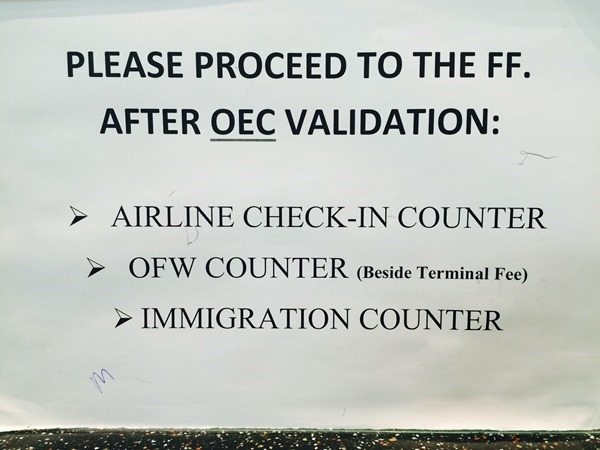 PLEASE PROCEED TO THE FF.
AFTER OEC VALIDATION:
➢ AIRLINE CHECK-IN COUNTER
➢ OFW COUNTER (Beside Terminal Fee)
➢ IMMIGRATION COUNTER